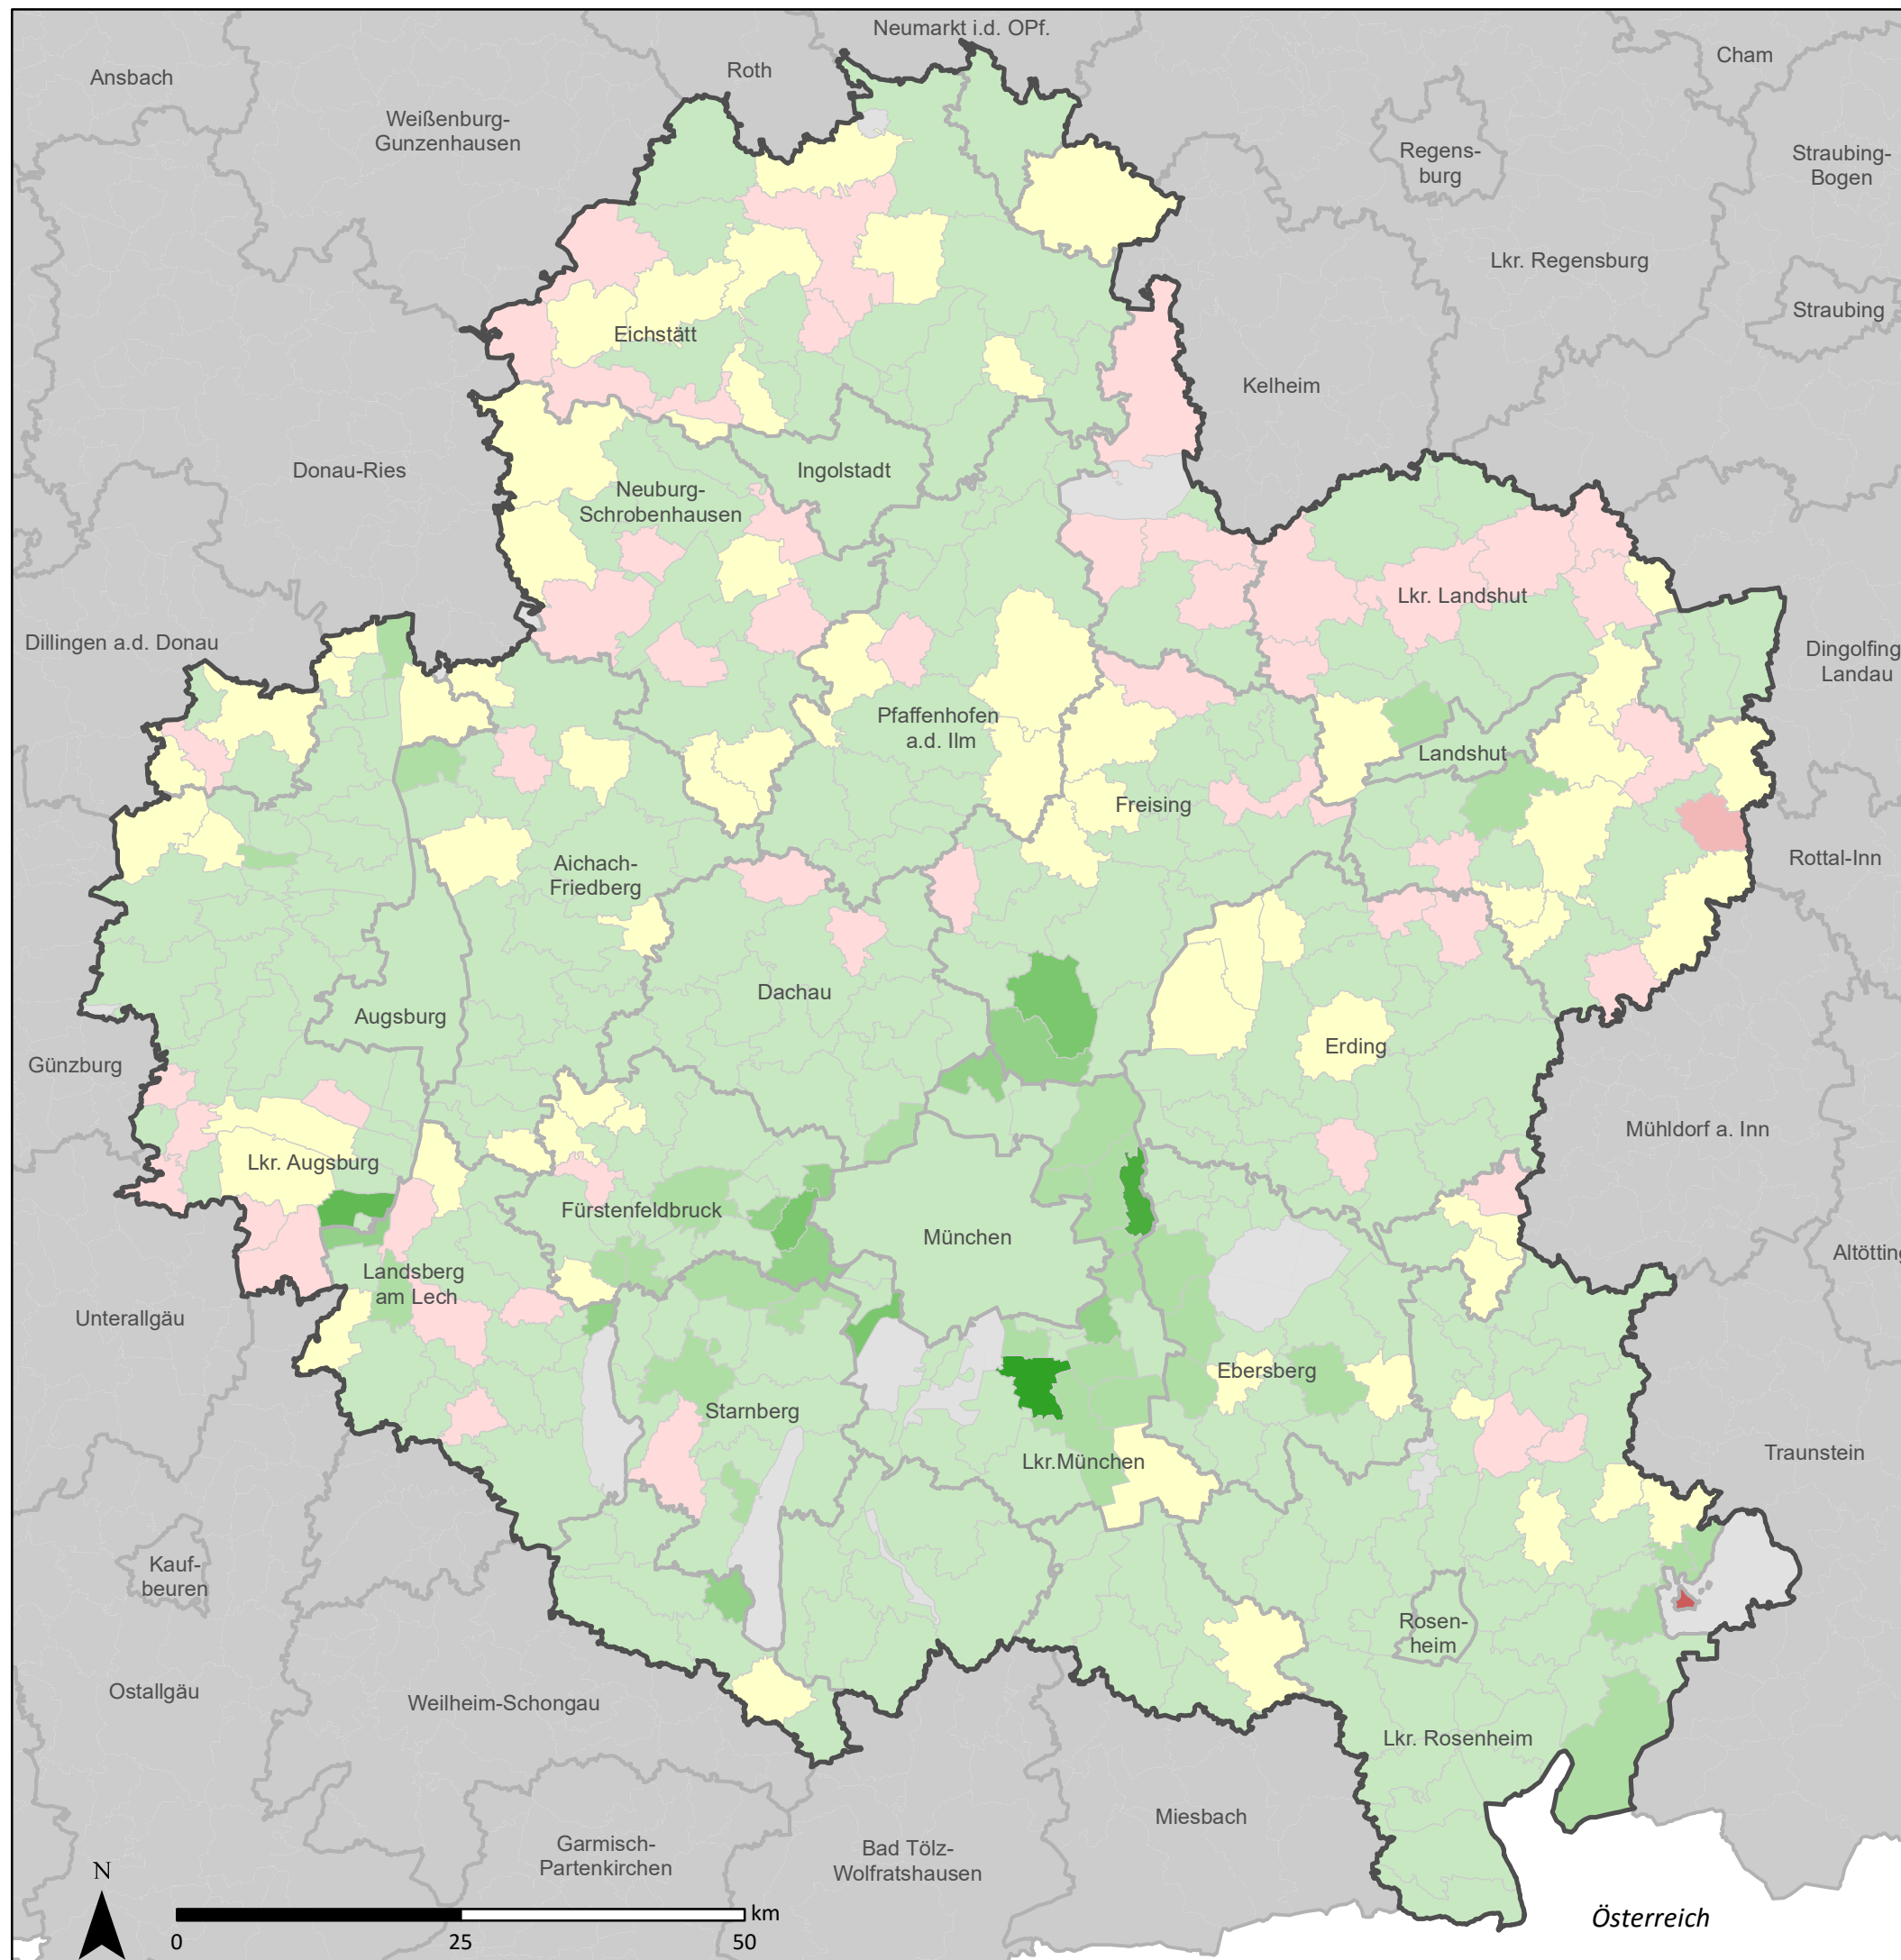 Neumarkt i.d. OPf.
Cham
Ansbach
Roth
Weißenburg-
Gunzenhausen
Regens-
burg
Straubing-
Bogen
Lkr. Regensburg
Straubing
Eichstätt
Kelheim
Donau-Ries
Ingolstadt
Neuburg-
Schrobenhausen
Lkr. Landshut
Dillingen a.d. Donau
Dingolfing
Landau
Pfaffenhofen
a.d. Ilm
Landshut
Freising
Aichach-
Friedberg
Rottal-Inn
Dachau
Augsburg
Erding
Günzburg
Mühldorf a. Inn
Lkr. Augsburg
Fürstenfeldbruck
München
Altötting
Landsberg
am Lech
Unterallgäu
Ebersberg
Starnberg
Lkr.München
Traunstein
Kauf-
beuren
Rosen-
heim
Ostallgäu
Weilheim-Schongau
Lkr. Rosenheim
Miesbach
Garmisch-
Partenkirchen
Bad Tölz-
Wolfratshausen
N
km
0 25 50
Österreich